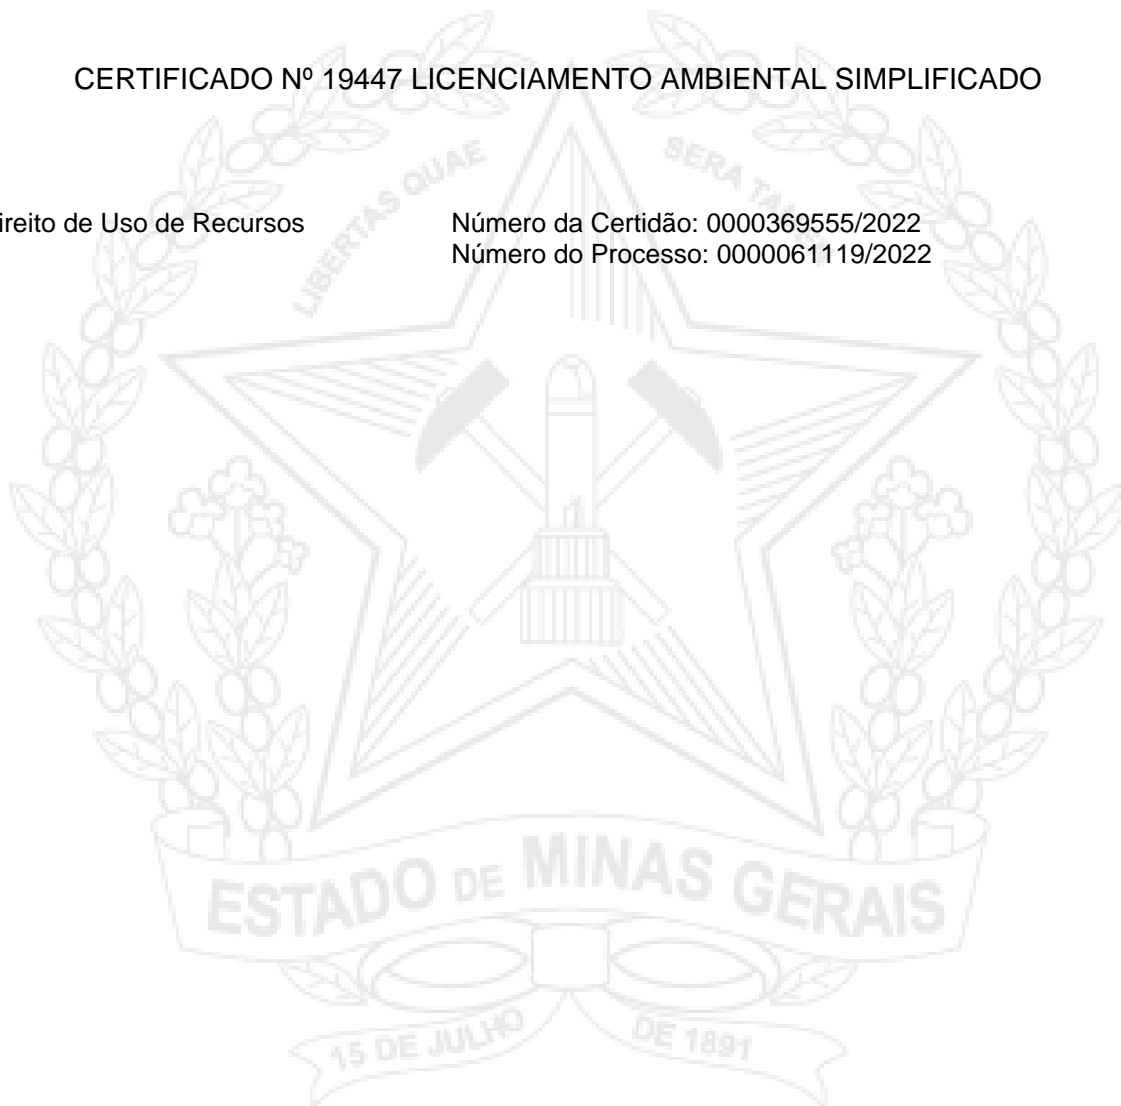 CERTIFICADO Nº 19447 LICENCIAMENTO AMBIENTAL SIMPLIFICADO
LIBERTAS QUAE SERA TAMEN
ireito de Uso de Recursos
Número da Certidão: 0000369555/2022
Número do Processo: 0000061119/2022
ESTADO DE MINAS GERAIS
15 DE JULHO DE 1891